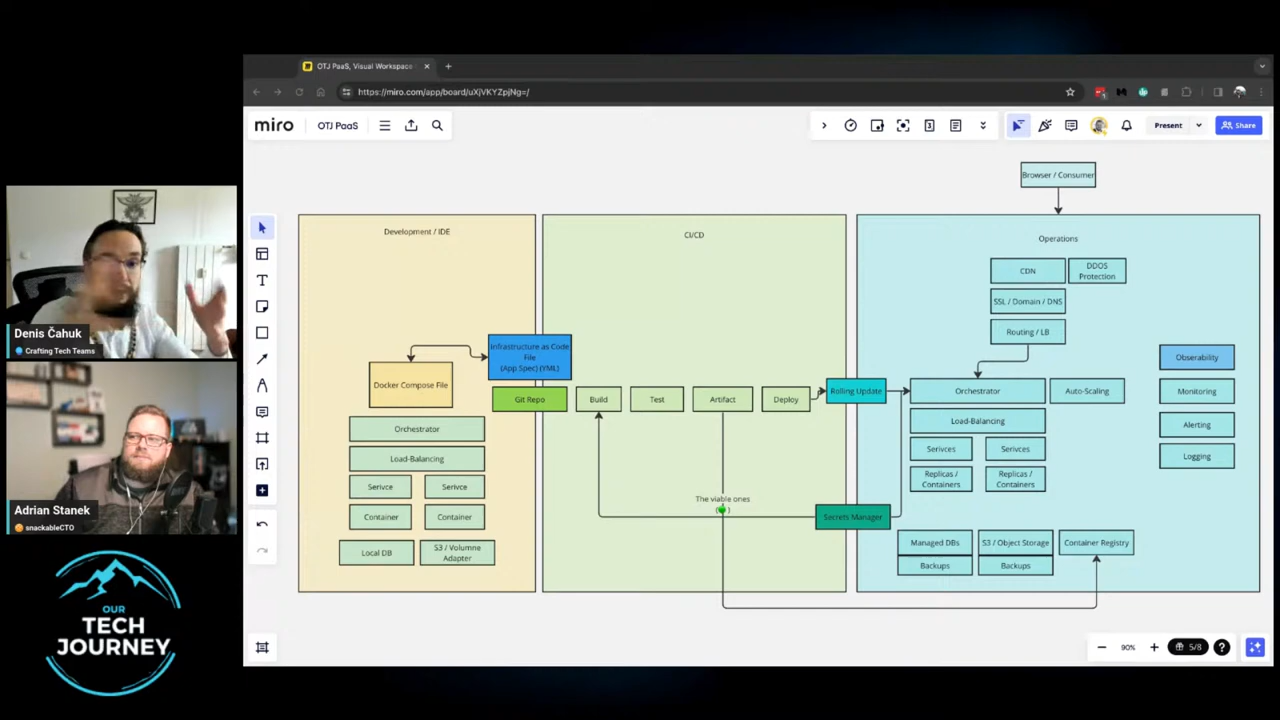 OTJ PaaS, Visual Workspace
https://miro.com/app/board/uXjVKYZpjNg=/
miro
OTJ PaaS
Present
Share
Browser / Consumer
Development / IDE
CI/CD
Operations
CDN
DDOS
Protection
SSL / Domain / DNS
Routing / LB
Infrastructure as Code
File
(App Spec) (YML)
Docker Compose File
Git Repo
Build
Test
Artifact
Deploy
Rolling Update
Orchestrator
Auto-Scaling
Obserability
Monitoring
Alerting
Logging
Orchestrator
Load-Balancing
Serivce
Serivce
Container
Container
Local DB
S3 / Volumne
Adapter
Load-Balancing
Serivces
Serivces
Replicas /
Containers
Replicas /
Containers
The viable ones
Secrets Manager
Managed DBs
Backups
S3 / Object Storage
Backups
Container Registry
90%
5/8
Denis Čahuk
Crafting Tech Teams
Adrian Stanek
snackableCTO
OUR
TECH
JOURNEY